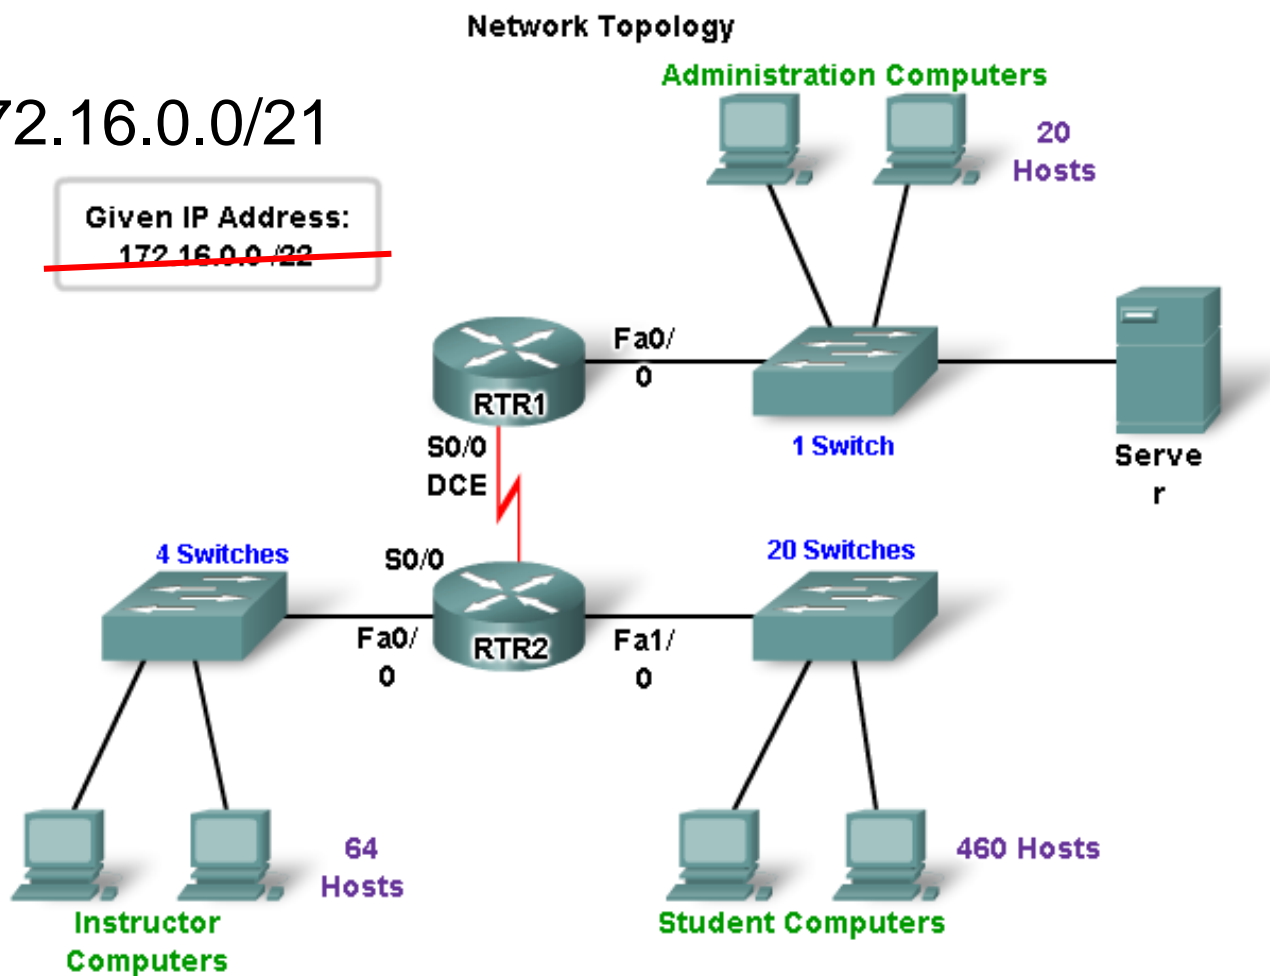 Network Topology
Administration Computers
72.16.0.0/21
20
Hosts
Given IP Address:
172.16.0.0 /22
Fa0/
0
RTR1
S0/0
DCE
1 Switch
Serve
r
4 Switches
S0/0
20 Switches
Fa0/
0
RTR2
Fa1/
0
64
Hosts
460 Hosts
Instructor
Computers
Student Computers